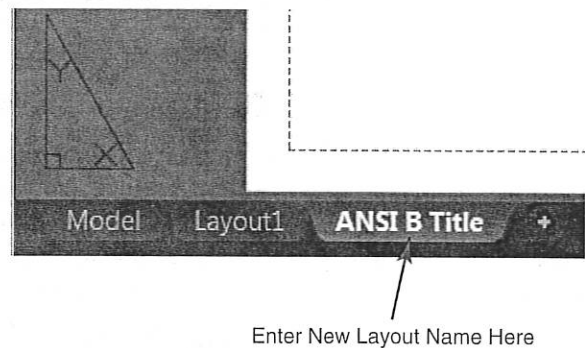 Y
X
Model Layout1 ANSI B Title +
Enter New Layout Name Here